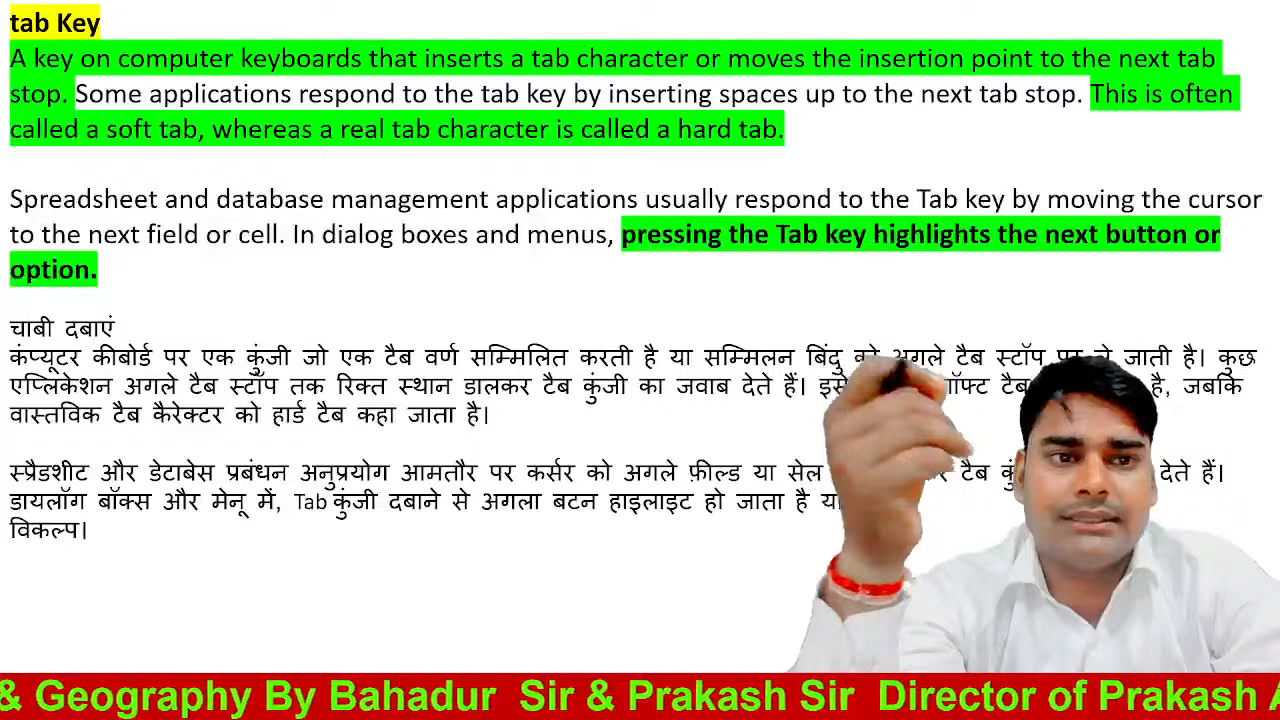 tab Key
A key on computer keyboards that inserts a tab character or moves the insertion point to the next tab
stop. Some applications respond to the tab key by inserting spaces up to the next tab stop. This is often
called a soft tab, whereas a real tab character is called a hard tab.
Spreadsheet and database management applications usually respond to the Tab key by moving the cursor
to the next field or cell. In dialog boxes and menus, pressing the Tab key highlights the next button or
option.
चाबी दबाएं
कंप्यूटर कीबोर्ड पर एक कुंजी जो एक टैब वर्ण सम्मिलित करती है या सम्मिलन बिंदु को अगले टैब स्टॉप पर ले जाती है। कुछ
एप्लिकेशन अगले टैब स्टॉप तक रिक्त स्थान डालकर टैब कुंजी का जवाब देते हैं। टैब है, जबकि
वास्तविक टैब कैरेक्टर को हार्ड टैब कहा जाता है।
स्प्रैडशीट और डेटाबेस प्रबंधन अनुप्रयोग आमतौर पर कर्सर को अगले फ़ील्ड या सेल टैब देते हैं।
डायलॉग बॉक्स और मेनू में, Tab कुंजी दबाने से अगला बटन हाइलाइट हो जाता है या
विकल्प।
& Geography By Bahadur Sir & Prakash Sir Director of Prakash